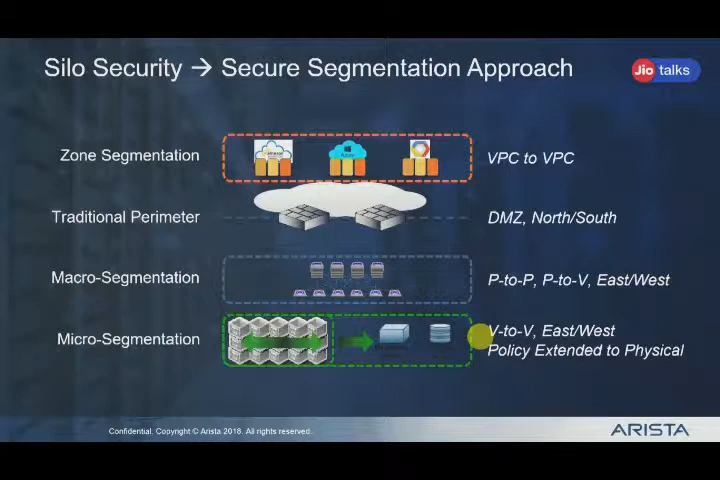 Silo Security → Secure Segmentation Approach
Jio talks
Zone Segmentation
VPC to VPC
Traditional Perimeter
DMZ, North/South
Macro-Segmentation
P-to-P, P-to-V, East/West
Micro-Segmentation
V-to-V, East/West
Policy Extended to Physical
Confidential. Copyright © Arista 2018. All rights reserved.
ARISTA